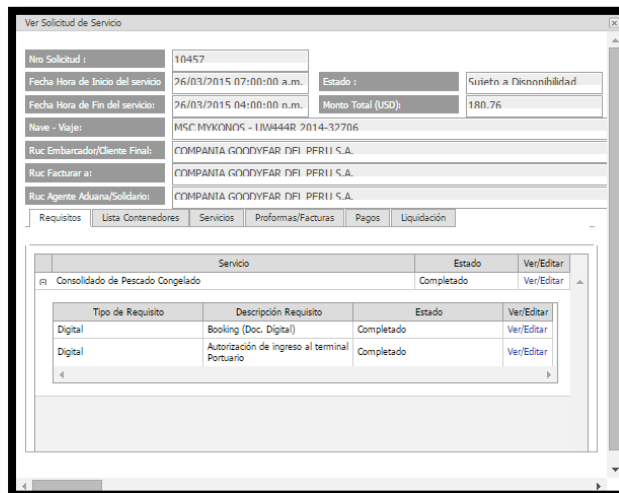 Ver Solicitud de Servicio
Nro Solicitud : 10457
Fecha Hora de Inicio del servicio 26/03/2015 07:00:00 a.m. Estado : Sujeto a Disponibilidad
Fecha Hora de Fin del servicio: 26/03/2015 04:00:00 n.m. Monto Total (USD): 180.76
Nave - Viaje: MSC MYKONOS - UW444R 2014-32706
Ruc Embarcador/Cliente Final: COMPANIA GOODYEAR DEL PERU S.A.
Ruc Facturar a: COMPANIA GOODYEAR DEL PERU S.A.
Ruc Agente Aduana/Solidario: COMPANIA GOODYEAR DEL PERU S.A.
Requisitos Lista Contenedores Servicios Proformas/Facturas Pagos Liquidación
Servicio Estado Ver/Editar
Consolidado de Pescado Congelado Completado Ver/Editar
Tipo de Requisito Descripción Requisito Estado Ver/Editar
Digital Booking (Doc. Digital) Completado Ver/Editar
Digital Autorización de ingreso al terminal Completado Ver/Editar
Portuario